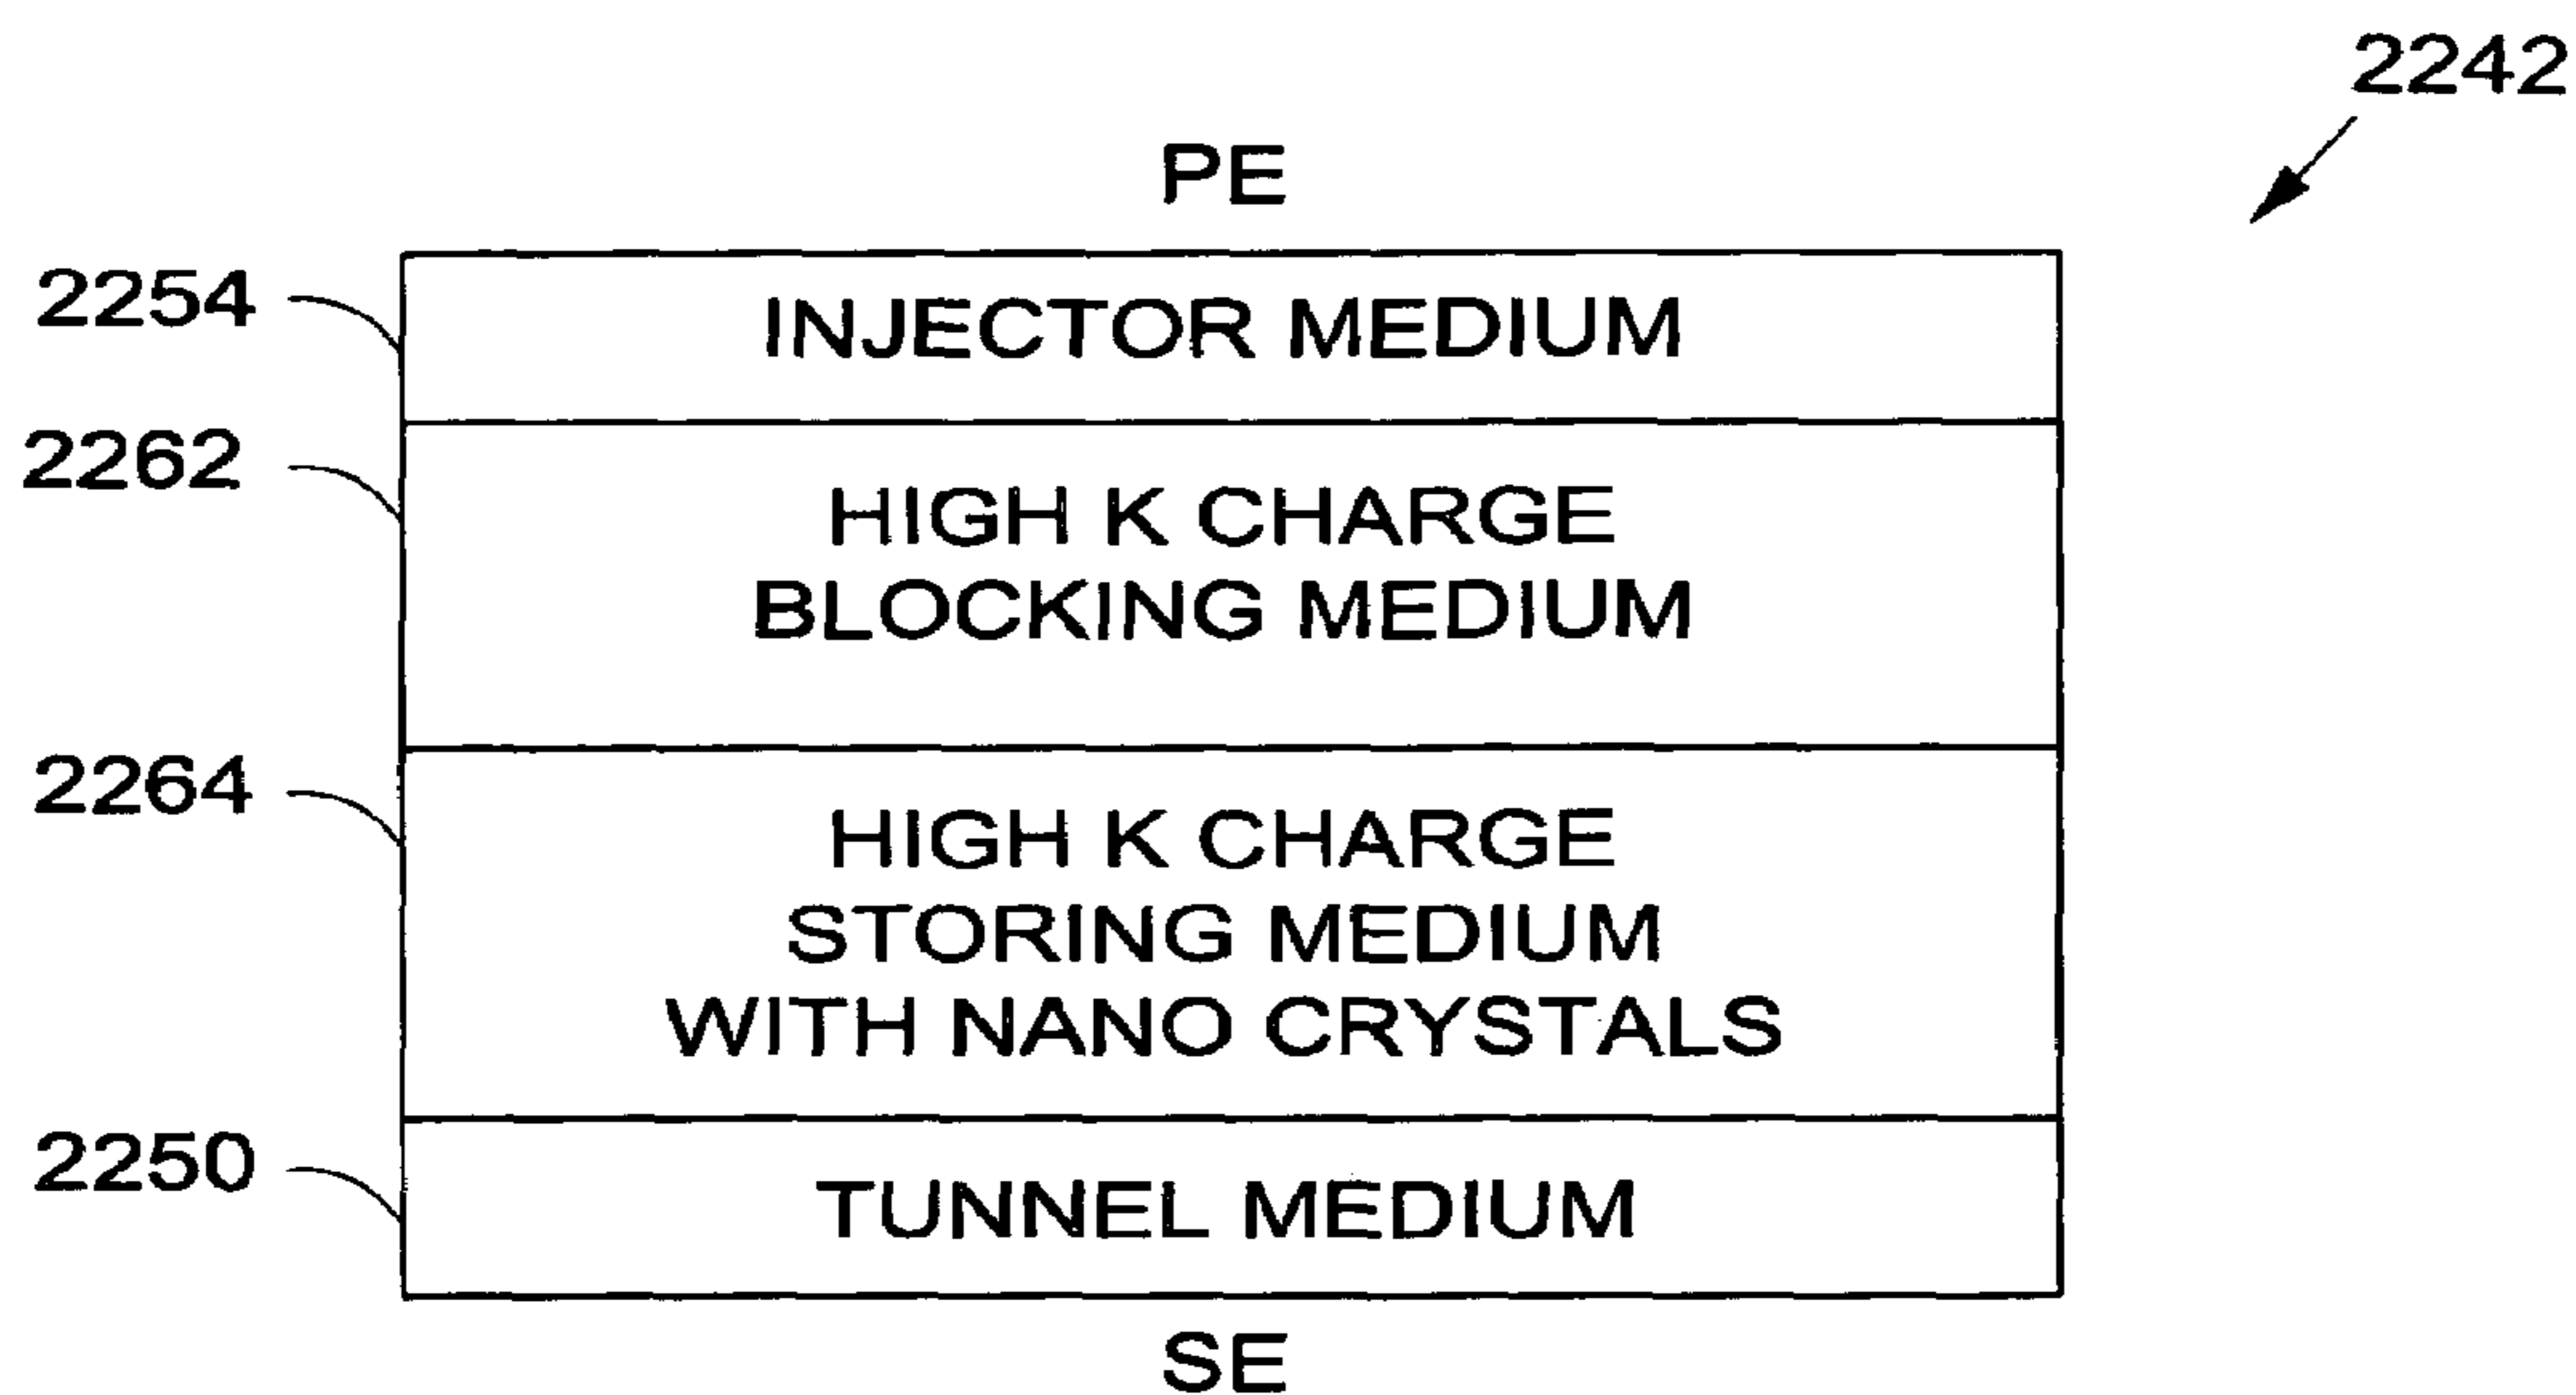 2242
PE
2254 INJECTOR MEDIUM
2262 HIGH K CHARGE
BLOCKING MEDIUM
2264 HIGH K CHARGE
STORING MEDIUM
WITH NANO CRYSTALS
2250 TUNNEL MEDIUM
SE